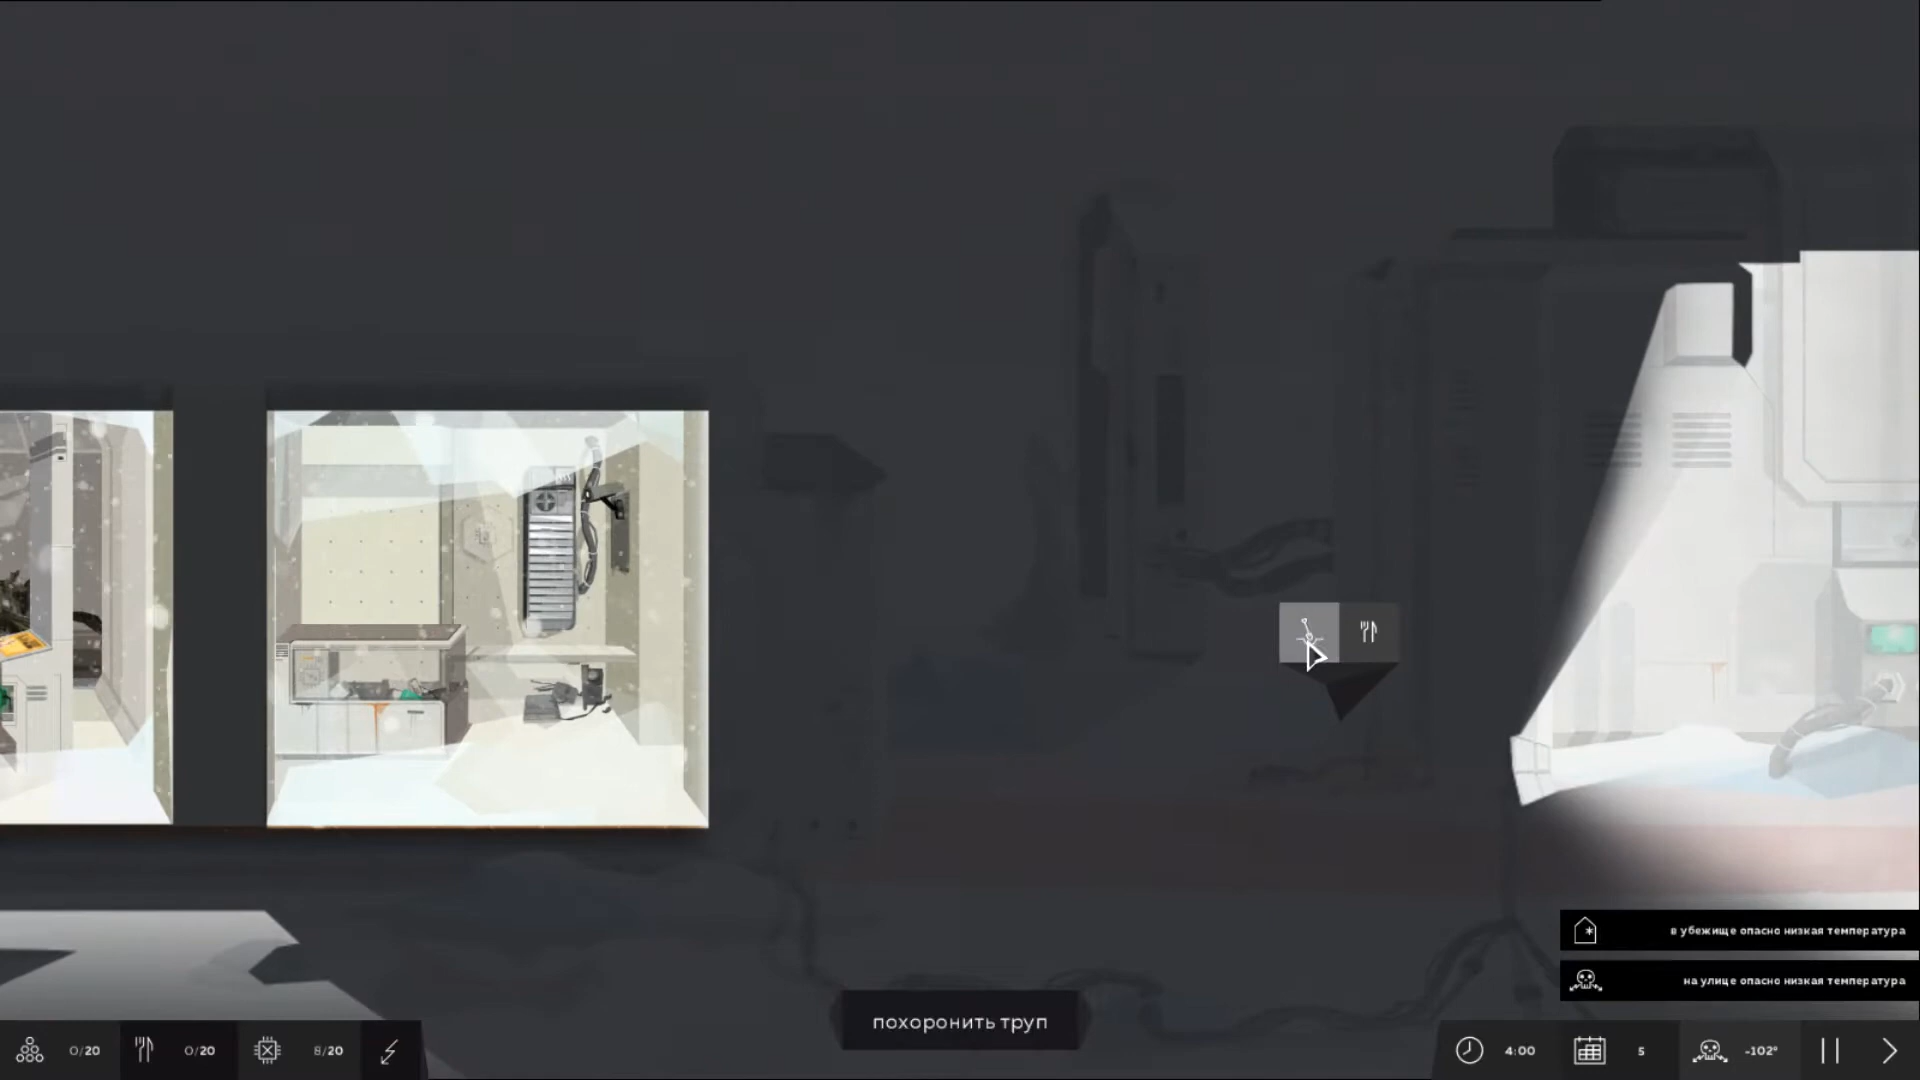 в убежище опасно низкая температура
на улице опасно низкая температура
похоронить труп
0/20
0/20
8/20
4:00
5
-102°